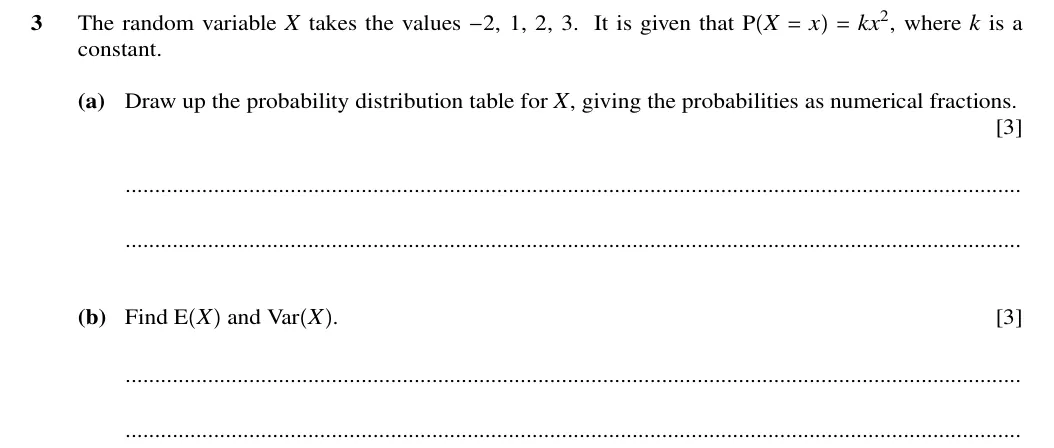 3 The random variable X takes the values −2, 1, 2, 3. It is given that P(X = x) = kx², where k is a
constant.
(a) Draw up the probability distribution table for X, giving the probabilities as numerical fractions.
[3]
(b) Find E(X) and Var(X). [3]